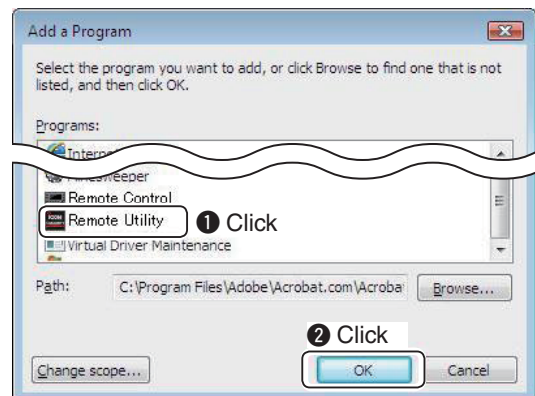 Add a Program
Select the program you want to add, or click Browse to find one that is not
listed, and then click OK.
Programs:
Remote Control
Remote Utility
❶ Click
Virtual Driver Maintenance
Path: C:\Program Files\Adobe\Acrobat.com\Acroba Browse...
❷ Click
Change scope... OK Cancel